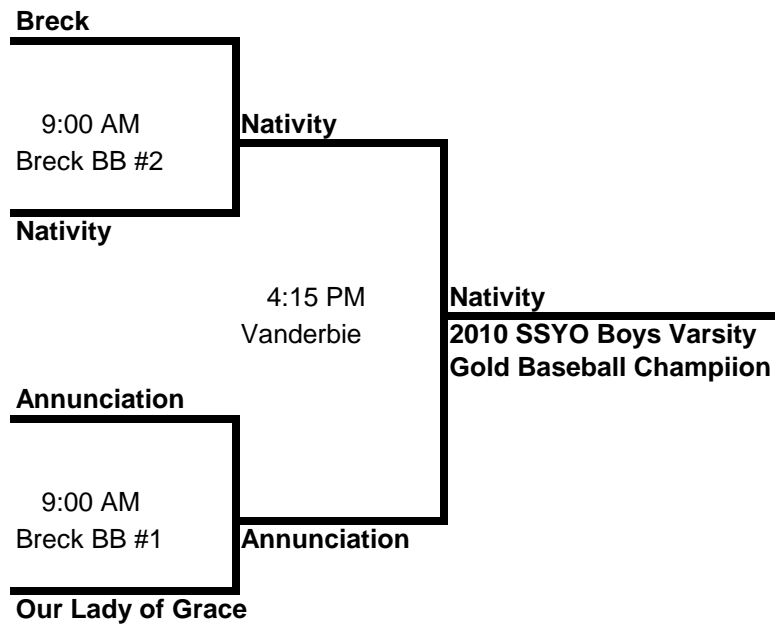 Breck
9:00 AM
Breck BB #2
Nativity
Nativity
4:15 PM
Vanderbie
Nativity
2010 SSYO Boys Varsity
Gold Baseball Champiion
Annunciation
9:00 AM
Breck BB #1
Annunciation
Our Lady of Grace